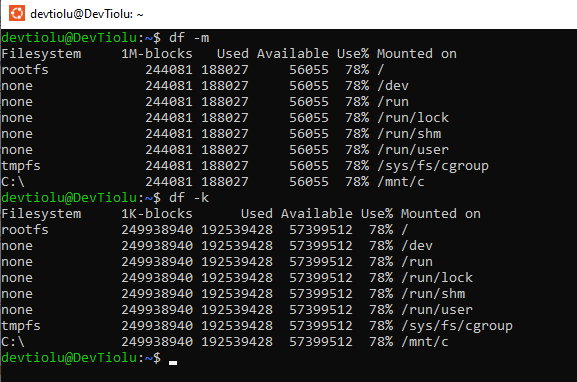 devtiolu@DevTiolu: ~
devtiolu@DevTiolu:~$ df -m
Filesystem     1M-blocks   Used Available Use% Mounted on
rootfs            244081 188027     56055  78% /
none              244081 188027     56055  78% /dev
none              244081 188027     56055  78% /run
none              244081 188027     56055  78% /run/lock
none              244081 188027     56055  78% /run/shm
none              244081 188027     56055  78% /run/user
tmpfs             244081 188027     56055  78% /sys/fs/cgroup
C:\               244081 188027     56055  78% /mnt/c
devtiolu@DevTiolu:~$ df -k
Filesystem     1K-blocks      Used Available Use% Mounted on
rootfs         249938940 192539428  57399512  78% /
none           249938940 192539428  57399512  78% /dev
none           249938940 192539428  57399512  78% /run
none           249938940 192539428  57399512  78% /run/lock
none           249938940 192539428  57399512  78% /run/shm
none           249938940 192539428  57399512  78% /run/user
tmpfs          249938940 192539428  57399512  78% /sys/fs/cgroup
C:\            249938940 192539428  57399512  78% /mnt/c
devtiolu@DevTiolu:~$